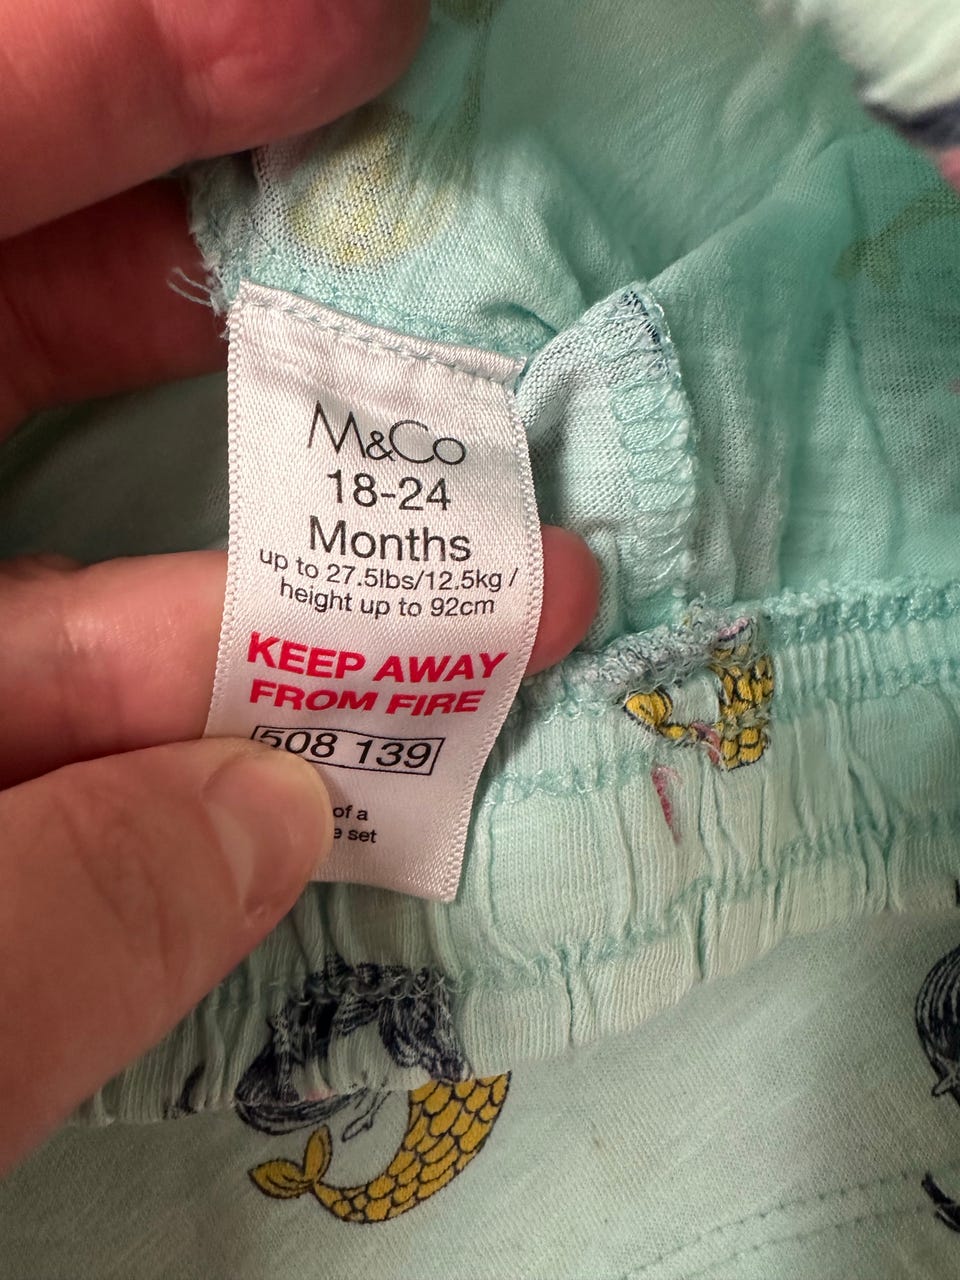 M&Co
18-24
Months
up to 27.5lbs/12.5kg /
height up to 92cm
KEEP AWAY
FROM FIRE
508 139
of a
set